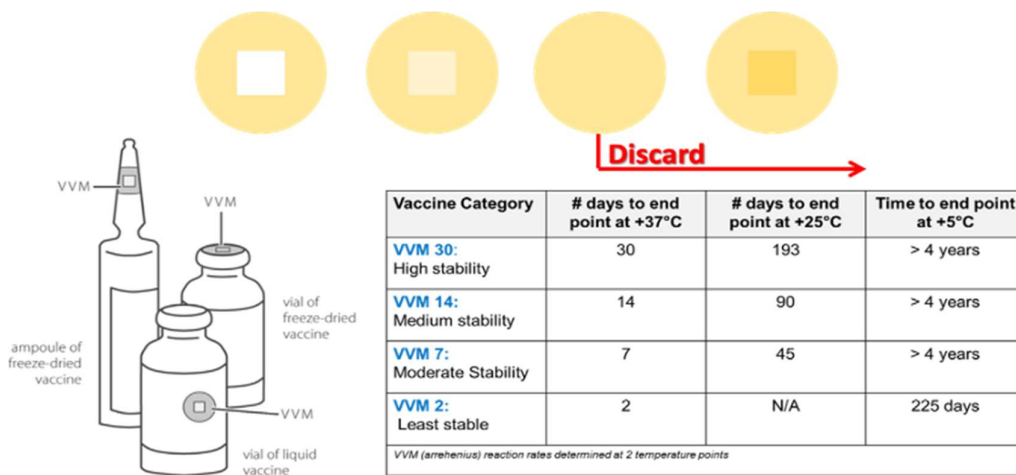 Discard
VVM
VVM
vial of
freeze-dried
vaccine
ampoule of
freeze-dried
vaccine
VVM
vial of liquid
vaccine
Vaccine Category # days to end point at +37°C # days to end point at +25°C Time to end point at +5°C
VVM 30: High stability 30 193 > 4 years
VVM 14: Medium stability 14 90 > 4 years
VVM 7: Moderate Stability 7 45 > 4 years
VVM 2: Least stable 2 N/A 225 days
VVM (arrehenius) reaction rates determined at 2 temperature points